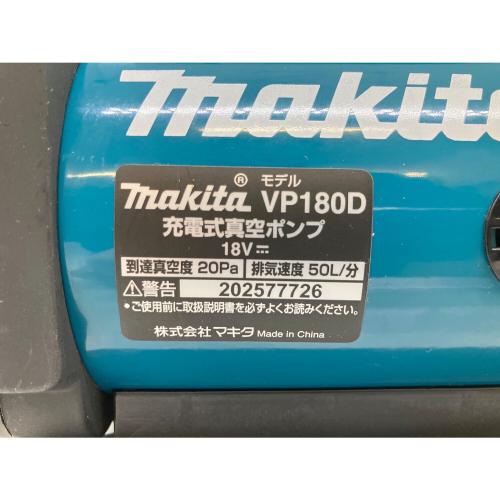 makita
makita® モデル VP180D
充電式真空ポンプ
18V⎓
到達真空度 20Pa 排気速度 50L/分
⚠警告 202577726
・ご使用前に取扱説明書を必ずよくお読みください。
株式会社マキタ Made in China